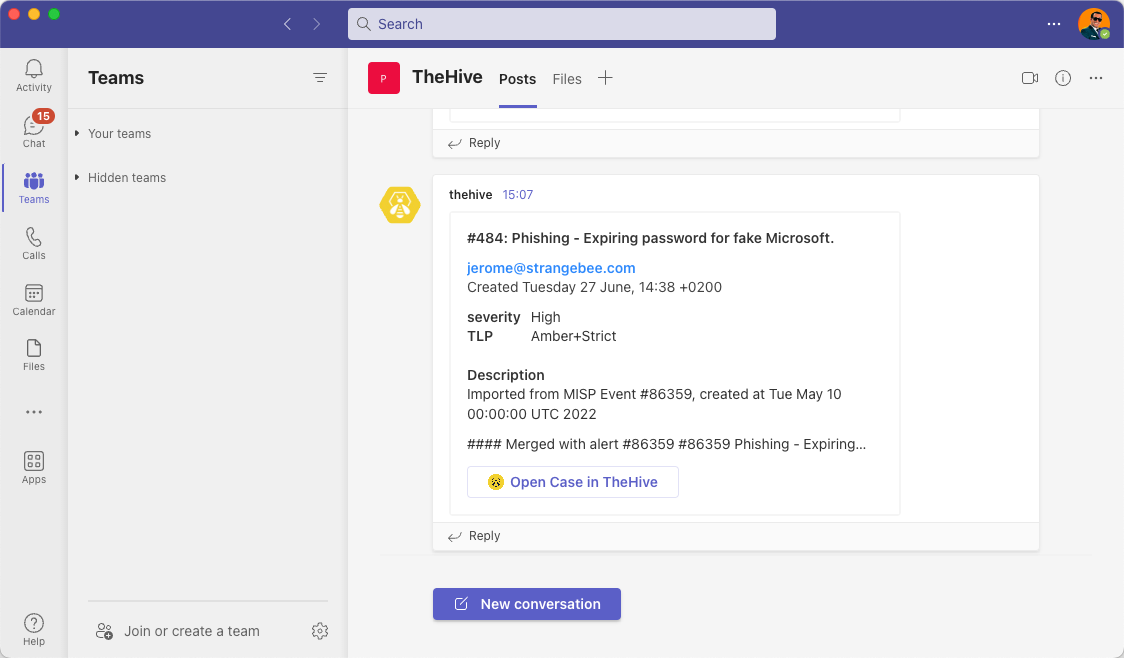 Search
Activity
15
Chat
Teams
Calls
Calendar
Files
Apps
Help
Teams
Your teams
Hidden teams
Join or create a team
P
TheHive Posts Files
Reply
thehive 15:07
#484: Phishing - Expiring password for fake Microsoft.
jerome@strangebee.com
Created Tuesday 27 June, 14:38 +0200
severity High
TLP Amber+Strict
Description
Imported from MISP Event #86359, created at Tue May 10
00:00:00 UTC 2022
#### Merged with alert #86359 #86359 Phishing - Expiring...
Open Case in TheHive
Reply
New conversation